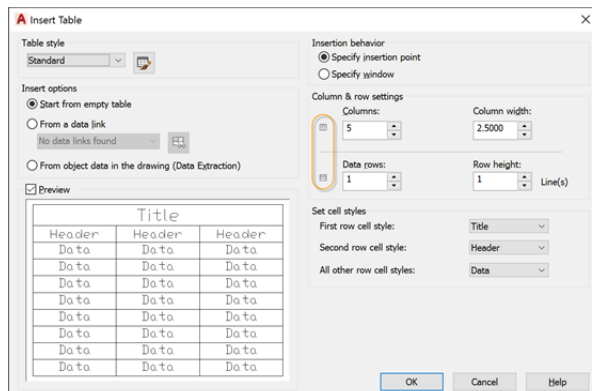 A Insert Table
Table style
Standard
Insert options
Start from empty table
From a data link
No data links found
From object data in the drawing (Data Extraction)
Preview
Title
Header Header Header
Data Data Data
Data Data Data
Data Data Data
Data Data Data
Data Data Data
Data Data Data
Data Data Data
Data Data Data
Insertion behavior
Specify insertion point
Specify window
Column & row settings
Columns: Column width:
5 2.5000
Data rows: Row height:
1 1 Line(s)
Set cell styles
First row cell style: Title
Second row cell style: Header
All other row cell styles: Data
OK Cancel Help